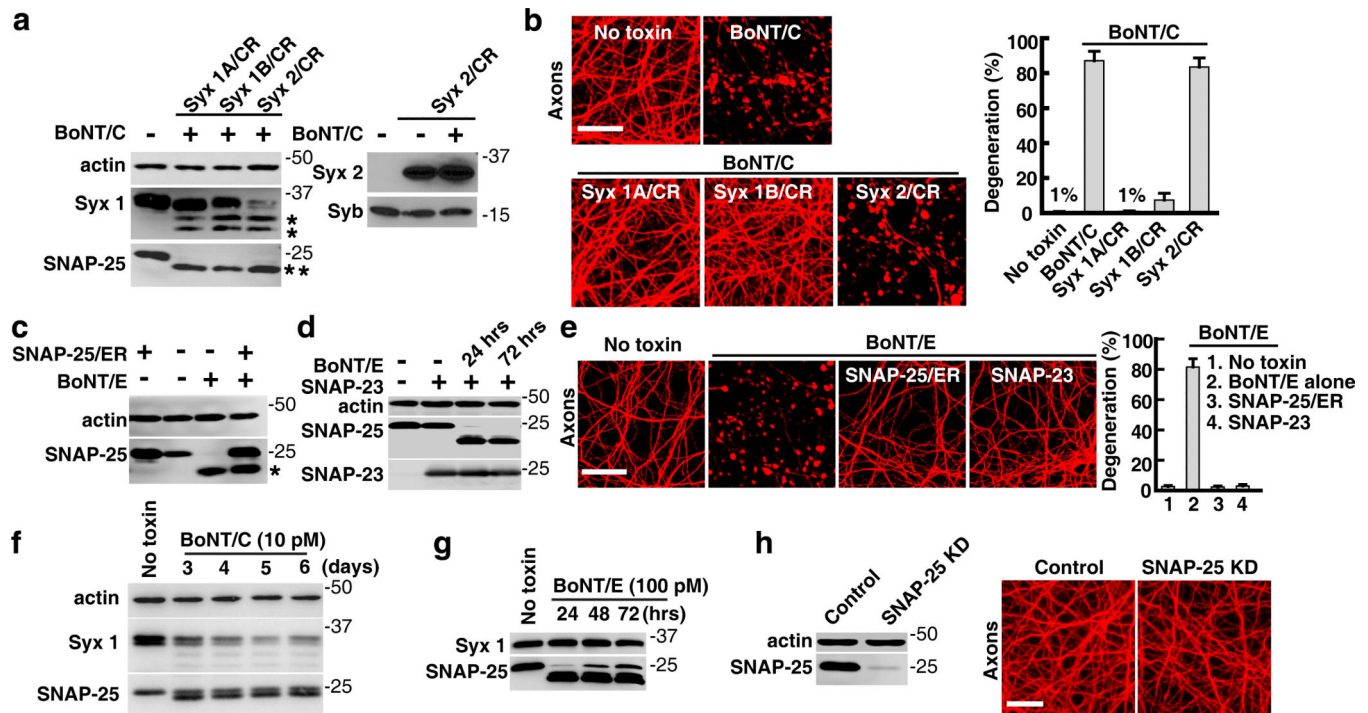 a
Syx 1A/CR
Syx 1B/CR
Syx 2/CR
BoNT/C - + + +
actin -50
Syx 1 -37
*
*
SNAP-25 -25
**
Syx 2/CR
BoNT/C - - +
Syx 2 -37
Syb -15
b
No toxin BoNT/C
Axons
BoNT/C
Syx 1A/CR Syx 1B/CR Syx 2/CR
BoNT/C
Degeneration (%)
100
80
60
40
20
0
1% 1%
No toxin
BoNT/C
Syx 1A/CR
Syx 1B/CR
Syx 2/CR
c
SNAP-25/ER + - - +
BoNT/E - - + +
actin -50
SNAP-25 -25
*
d
24 hrs
72 hrs
BoNT/E - - + +
SNAP-23 - + + +
actin -50
SNAP-25 -25
SNAP-23 -25
e
No toxin BoNT/E
SNAP-25/ER SNAP-23
Axons
BoNT/E
Degeneration (%)
100
80
60
40
20
0
1. No toxin
2. BoNT/E alone
3. SNAP-25/ER
4. SNAP-23
1 2 3 4
f
No toxin
BoNT/C (10 pM)
3 4 5 6 (days)
actin -50
Syx 1 -37
SNAP-25 -25
g
No toxin
BoNT/E (100 pM)
24 48 72 (hrs)
Syx 1 -37
SNAP-25 -25
h
Control
SNAP-25 KD
actin -50
SNAP-25 -25
Control SNAP-25 KD
Axons